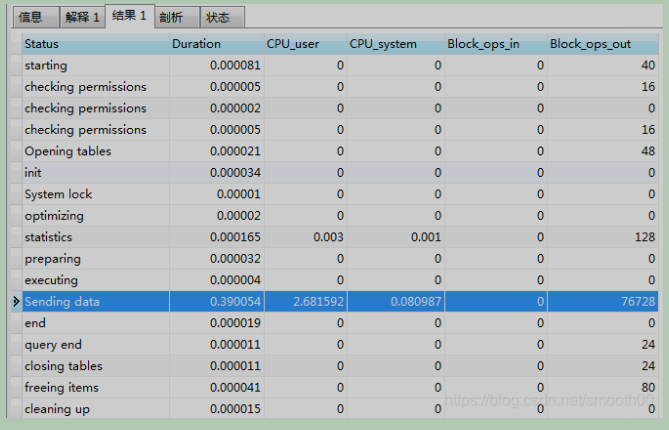 信息 解释 1 结果 1 剖析 状态
Status Duration CPU_user CPU_system Block_ops_in Block_ops_out
starting 0.000081 0 0 0 40
checking permissions 0.000005 0 0 0 16
checking permissions 0.000002 0 0 0 0
checking permissions 0.000005 0 0 0 16
Opening tables 0.000021 0 0 0 48
init 0.000034 0 0 0 0
System lock 0.00001 0 0 0 0
optimizing 0.00002 0 0 0 0
statistics 0.000165 0.003 0.001 0 128
preparing 0.000032 0 0 0 0
executing 0.000004 0 0 0 0
Sending data 0.390054 2.681592 0.080987 0 76728
end 0.000019 0 0 0 0
query end 0.000011 0 0 0 24
closing tables 0.000011 0 0 0 24
freeing items 0.000041 0 0 0 80
cleaning up 0.000015 0 0 0 0
https://blog.csdn.net/smooth00